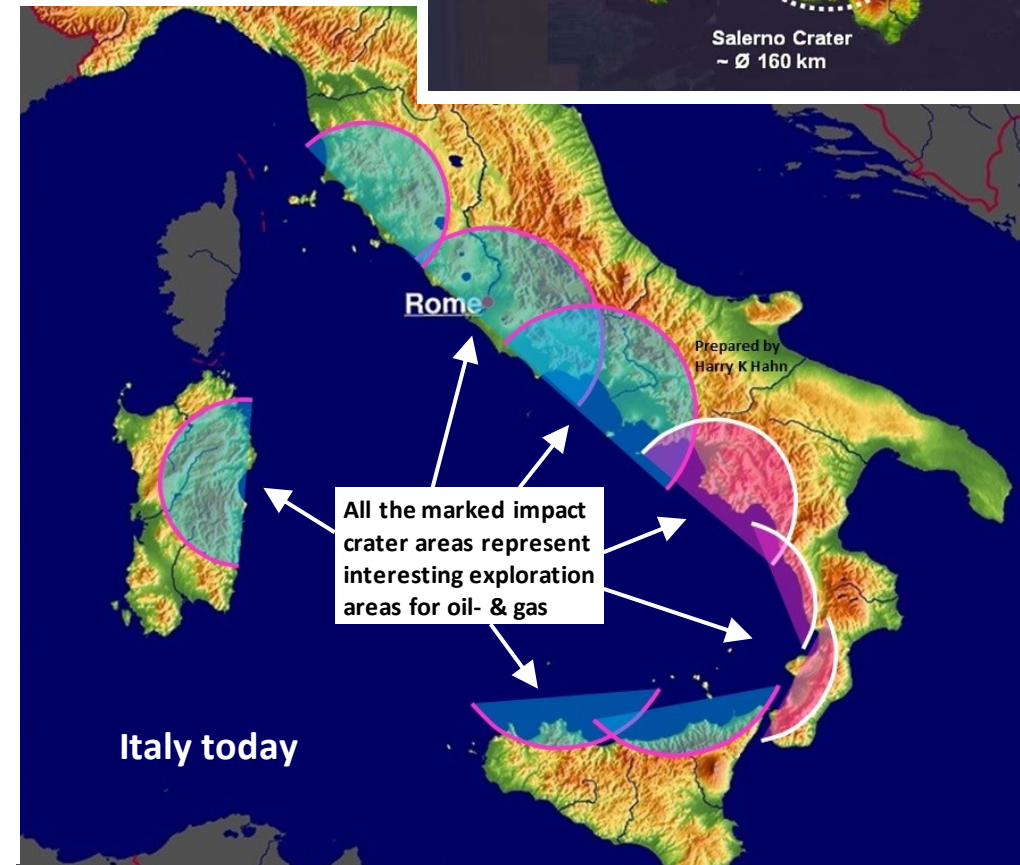 Salerno Crater
~ Ø 160 km
Rome
Prepared by
Harry K Hahn
All the marked impact
crater areas represent
interesting exploration
areas for oil- & gas
Italy today